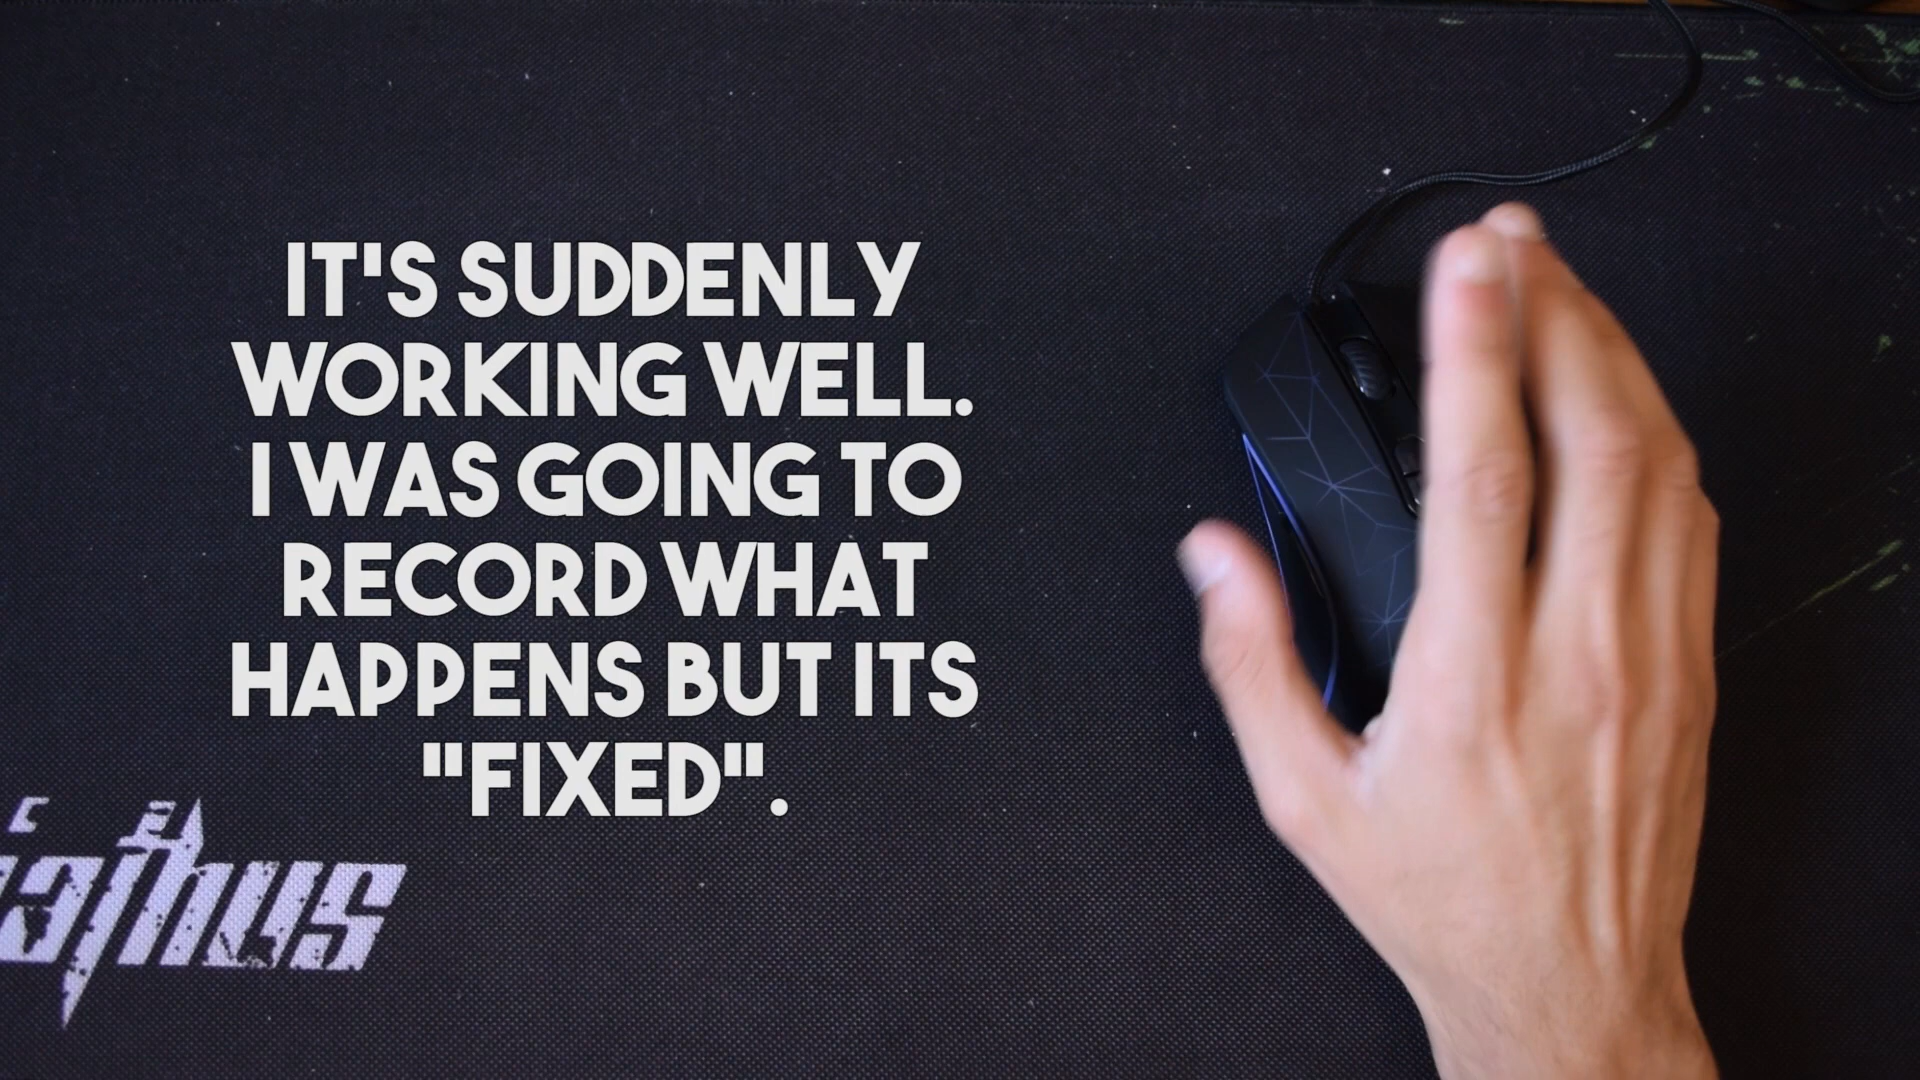 IT'S SUDDENLY
WORKING WELL.
I WAS GOING TO
RECORD WHAT
HAPPENS BUT ITS
"FIXED".